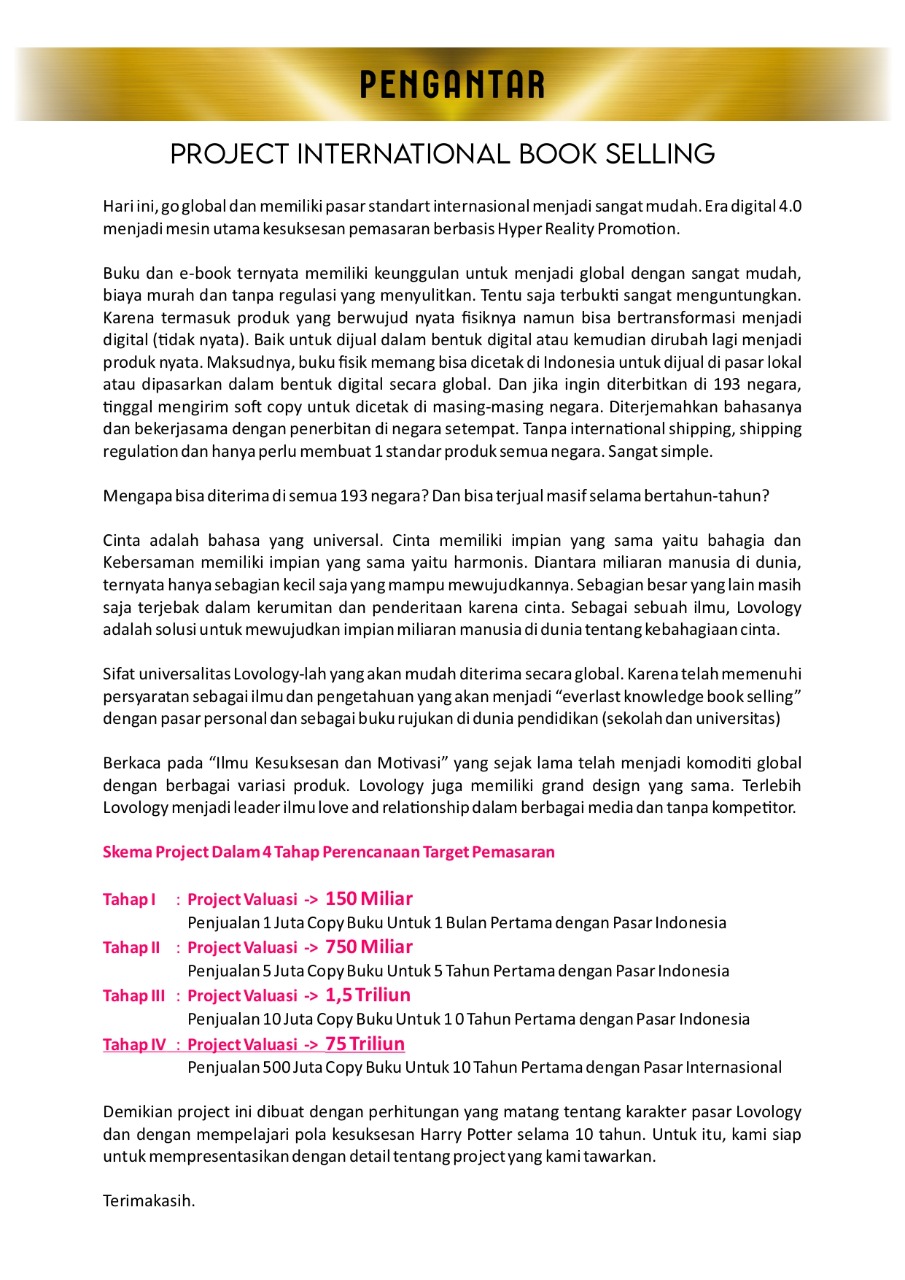 PENGANTAR
PROJECT INTERNATIONAL BOOK SELLING
Hari ini, go global dan memiliki pasar standart internasional menjadi sangat mudah. Era digital 4.0
menjadi mesin utama kesuksesan pemasaran berbasis Hyper Reality Promotion.
Buku dan e-book ternyata memiliki keunggulan untuk menjadi global dengan sangat mudah,
biaya murah dan tanpa regulasi yang menyulitkan. Tentu saja terbukti sangat menguntungkan.
Karena termasuk produk yang berwujud nyata fisiknya namun bisa bertransformasi menjadi
digital (tidak nyata). Baik untuk dijual dalam bentuk digital atau kemudian dirubah lagi menjadi
produk nyata. Maksudnya, buku fisik memang bisa dicetak di Indonesia untuk dijual di pasar lokal
atau dipasarkan dalam bentuk digital secara global. Dan jika ingin diterbitkan di 193 negara,
tinggal mengirim soft copy untuk dicetak di masing-masing negara. Diterjemahkan bahasanya
dan bekerjasama dengan penerbitan di negara setempat. Tanpa international shipping, shipping
regulation dan hanya perlu membuat 1 standar produk semua negara. Sangat simple.
Mengapa bisa diterima di semua 193 negara? Dan bisa terjual masif selama bertahun-tahun?
Cinta adalah bahasa yang universal. Cinta memiliki impian yang sama yaitu bahagia dan
Kebersaman memiliki impian yang sama yaitu harmonis. Diantara miliaran manusia di dunia,
ternyata hanya sebagian kecil saja yang mampu mewujudkannya. Sebagian besar yang lain masih
saja terjebak dalam kerumitan dan penderitaan karena cinta. Sebagai sebuah ilmu, Lovology
adalah solusi untuk mewujudkan impian miliaran manusia di dunia tentang kebahagiaan cinta.
Sifat universalitas Lovology-lah yang akan mudah diterima secara global. Karena telah memenuhi
persyaratan sebagai ilmu dan pengetahuan yang akan menjadi “everlast knowledge book selling”
dengan pasar personal dan sebagai buku rujukan di dunia pendidikan (sekolah dan universitas)
Berkaca pada “Ilmu Kesuksesan dan Motivasi” yang sejak lama telah menjadi komoditi global
dengan berbagai variasi produk. Lovology juga memiliki grand design yang sama. Terlebih
Lovology menjadi leader ilmu love and relationship dalam berbagai media dan tanpa kompetitor.
Skema Project Dalam 4 Tahap Perencanaan Target Pemasaran
Tahap I : Project Valuasi -> 150 Miliar
Penjualan 1 Juta Copy Buku Untuk 1 Bulan Pertama dengan Pasar Indonesia
Tahap II : Project Valuasi -> 750 Miliar
Penjualan 5 Juta Copy Buku Untuk 5 Tahun Pertama dengan Pasar Indonesia
Tahap III : Project Valuasi -> 1,5 Triliun
Penjualan 10 Juta Copy Buku Untuk 1 0 Tahun Pertama dengan Pasar Indonesia
Tahap IV : Project Valuasi -> 75 Triliun
Penjualan 500 Juta Copy Buku Untuk 10 Tahun Pertama dengan Pasar Internasional
Demikian project ini dibuat dengan perhitungan yang matang tentang karakter pasar Lovology
dan dengan mempelajari pola kesuksesan Harry Potter selama 10 tahun. Untuk itu, kami siap
untuk mempresentasikan dengan detail tentang project yang kami tawarkan.
Terimakasih.